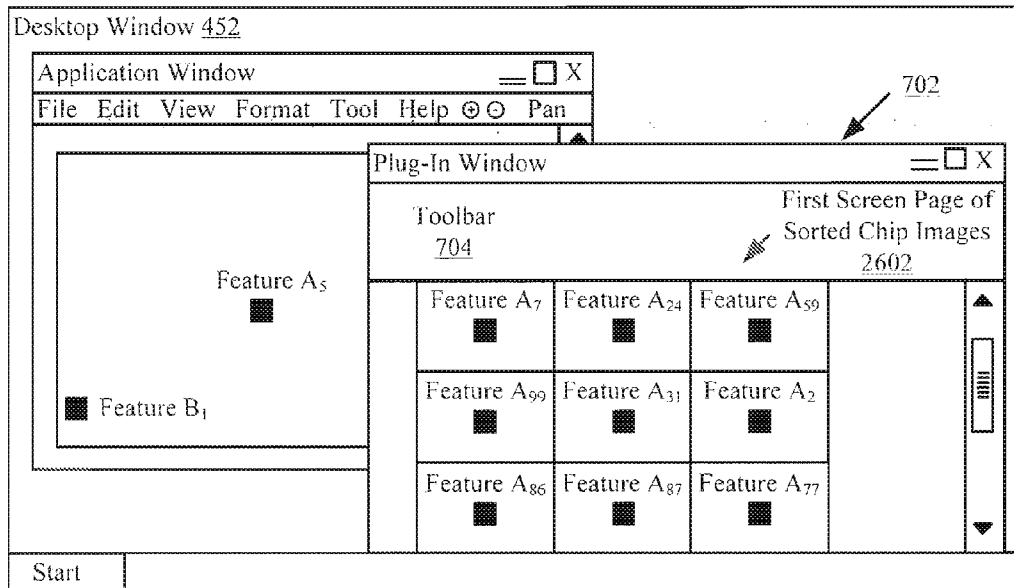 Desktop Window 452
Application Window X
File Edit View Format Tool Help Pan
702
Plug-In Window X
Toolbar
704
First Screen Page of
Sorted Chip Images
2602
Feature A₅
Feature B₁
Feature A₇ Feature A₂₄ Feature A₅₉
Feature A₉₉ Feature A₃₁ Feature A₂
Feature A₈₆ Feature A₈₇ Feature A₇₇
Start